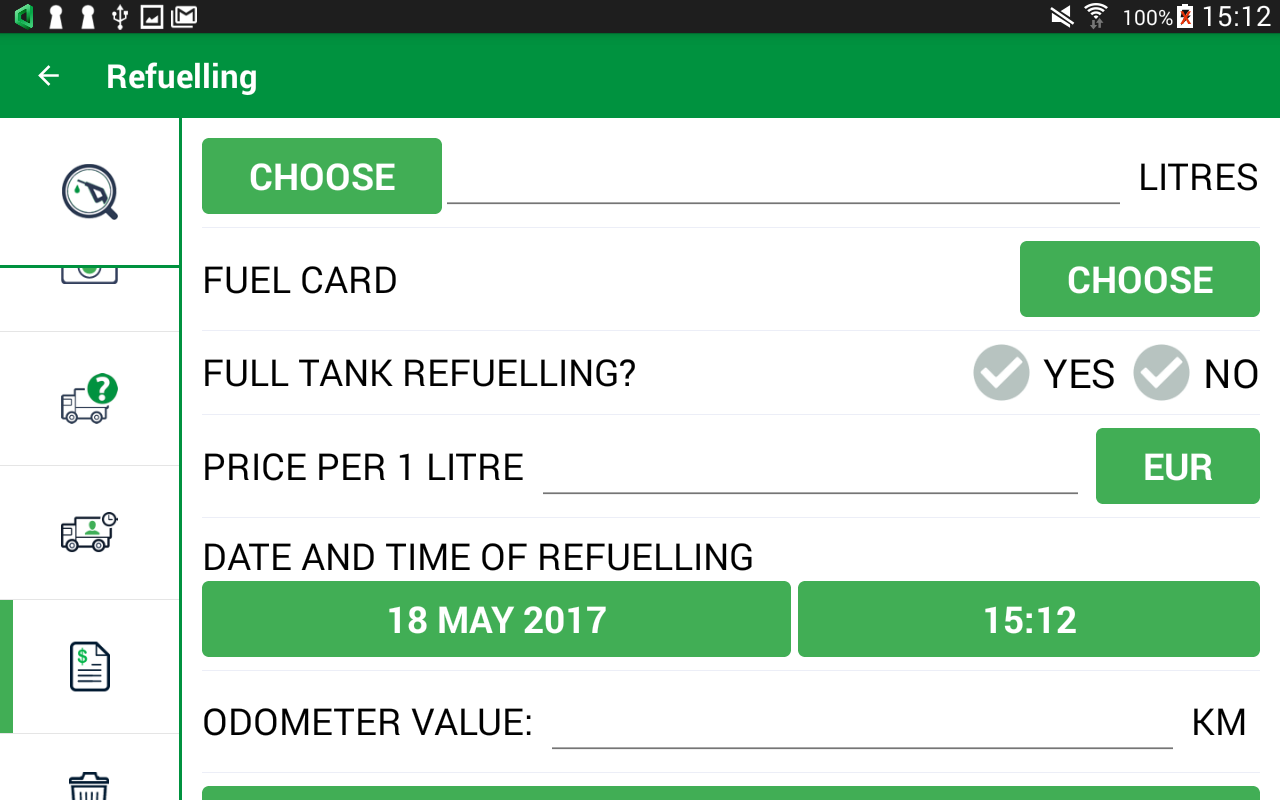 100% 15:12
Refuelling
CHOOSE LITRES
FUEL CARD CHOOSE
FULL TANK REFUELLING? YES NO
PRICE PER 1 LITRE EUR
DATE AND TIME OF REFUELLING
18 MAY 2017 15:12
ODOMETER VALUE: KM